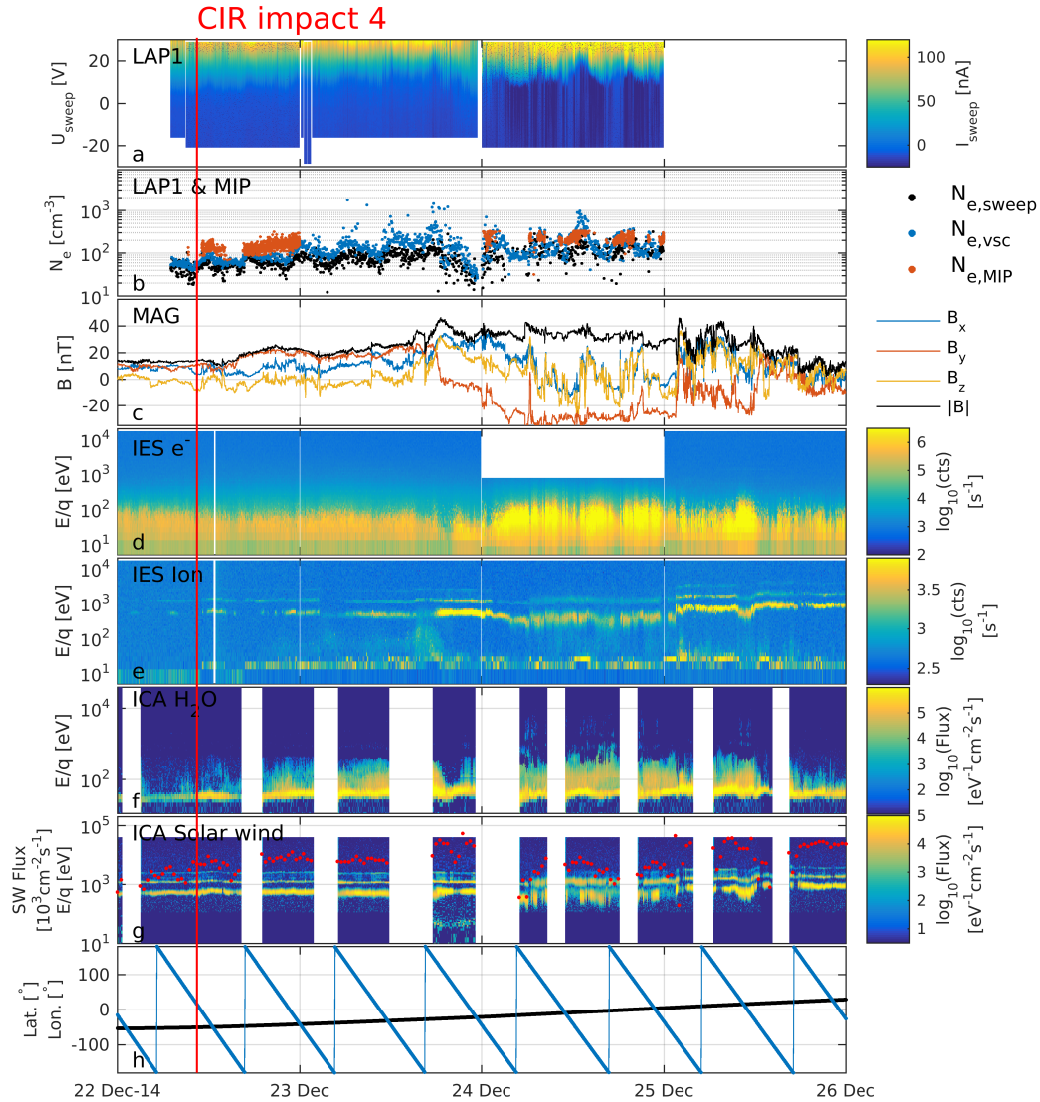 CIR impact 4
LAP1
U_sweep [V]
20
0
-20
a
100
50
0
I_sweep [nA]
LAP1 & MIP
N_e [cm^-3]
10^3
10^2
10^1
b
N_e,sweep
N_e,vsc
N_e,MIP
MAG
B [nT]
40
20
0
-20
c
B_x
B_y
B_z
|B|
IES e^-
E/q [eV]
10^4
10^3
10^2
10^1
d
6
5
4
3
2
log_10(cts)
[s^-1]
IES Ion
E/q [eV]
10^4
10^3
10^2
10^1
e
3.5
3
2.5
log_10(cts)
[s^-1]
ICA H_2O
E/q [eV]
10^4
10^2
f
5
4
3
2
log_10(Flux)
[eV^-1cm^-2s^-1]
ICA Solar wind
SW Flux
[10^3cm^-2s^-1]
E/q [eV]
10^5
10^3
10^1
g
5
4
3
2
1
log_10(Flux)
[eV^-1cm^-2s^-1]
Lat. [°]
Lon. [°]
100
0
-100
h
22 Dec-14
23 Dec
24 Dec
25 Dec
26 Dec